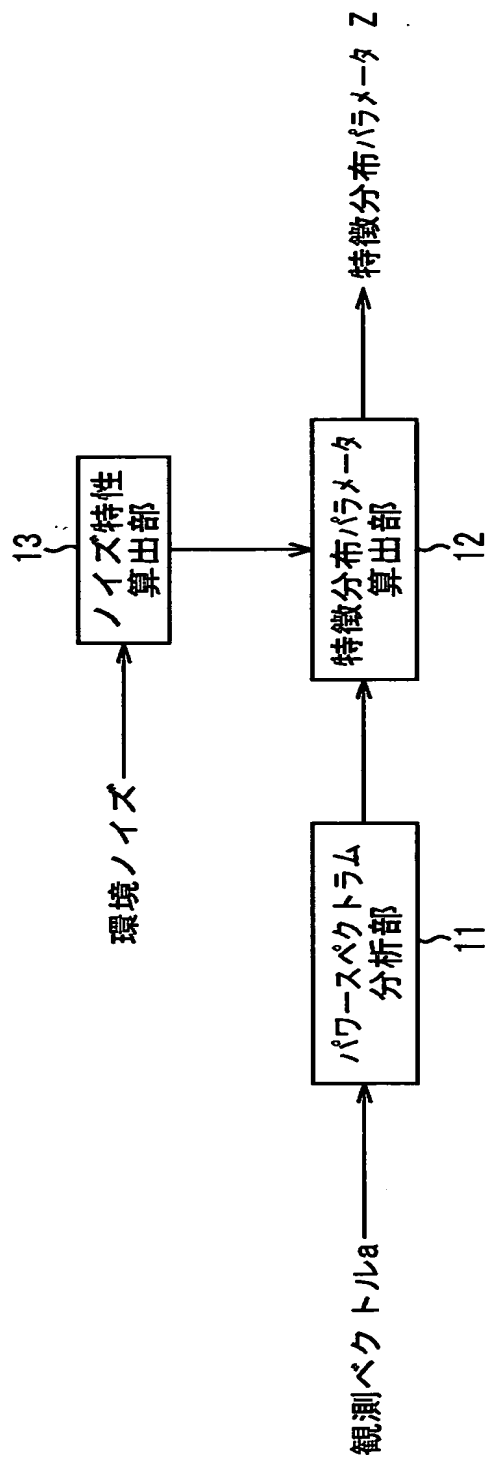 13
ノイズ特性
算出部
環境ノイズ
観測ベクトルa
パワースペクトラム
分析部
11
特徴分布パラメータ
算出部
12
特徴分布パラメータ Z